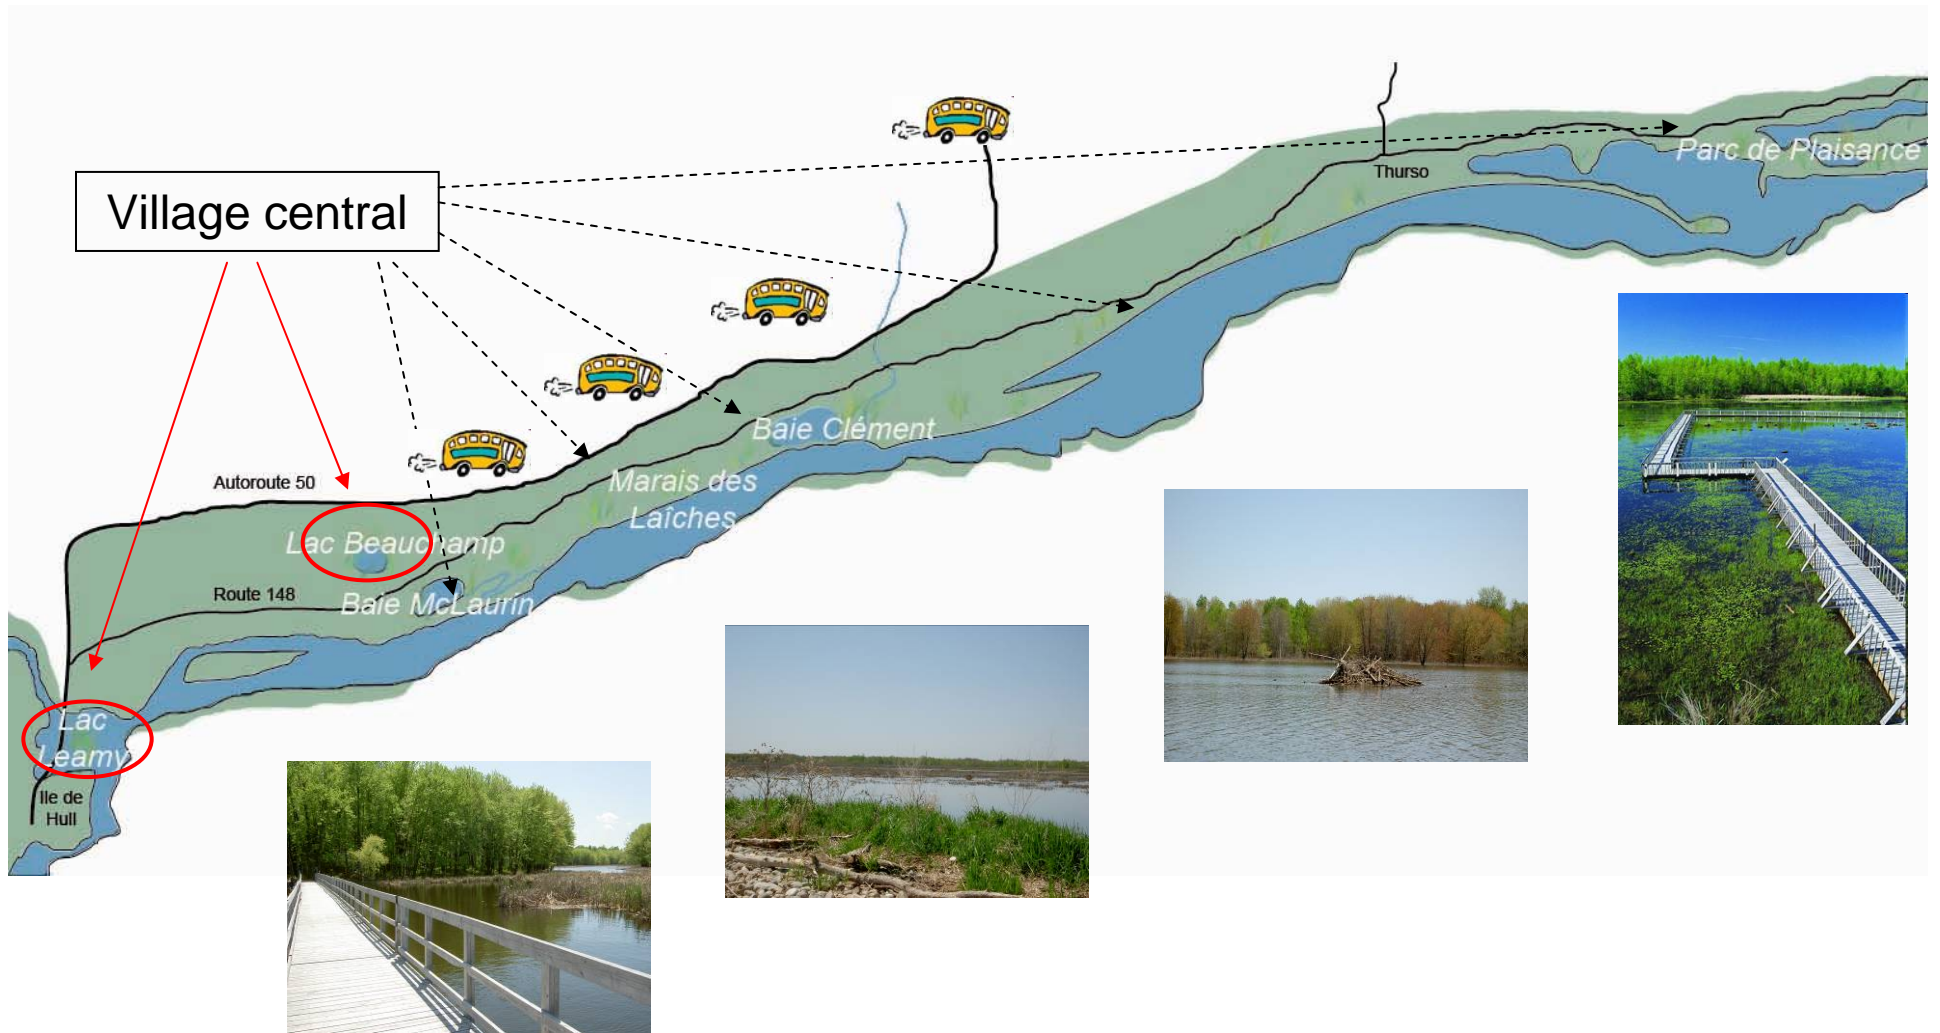 Village central
Parc de Plaisance
Thurso
Baie Clément
Autoroute 50
Marais des
Laîches
Lac Beauchamp
Route 148
Baie McLaurin
Lac
Leamy
Ile de
Hull